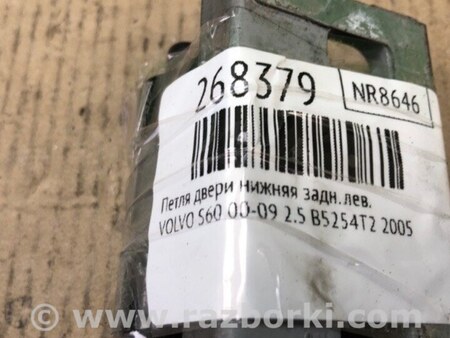 268379
NR8646
Петля двери нижняя задн.лев.
VOLVO S60 00-09 2.5 B5254T2 2005
© www.razborki.com